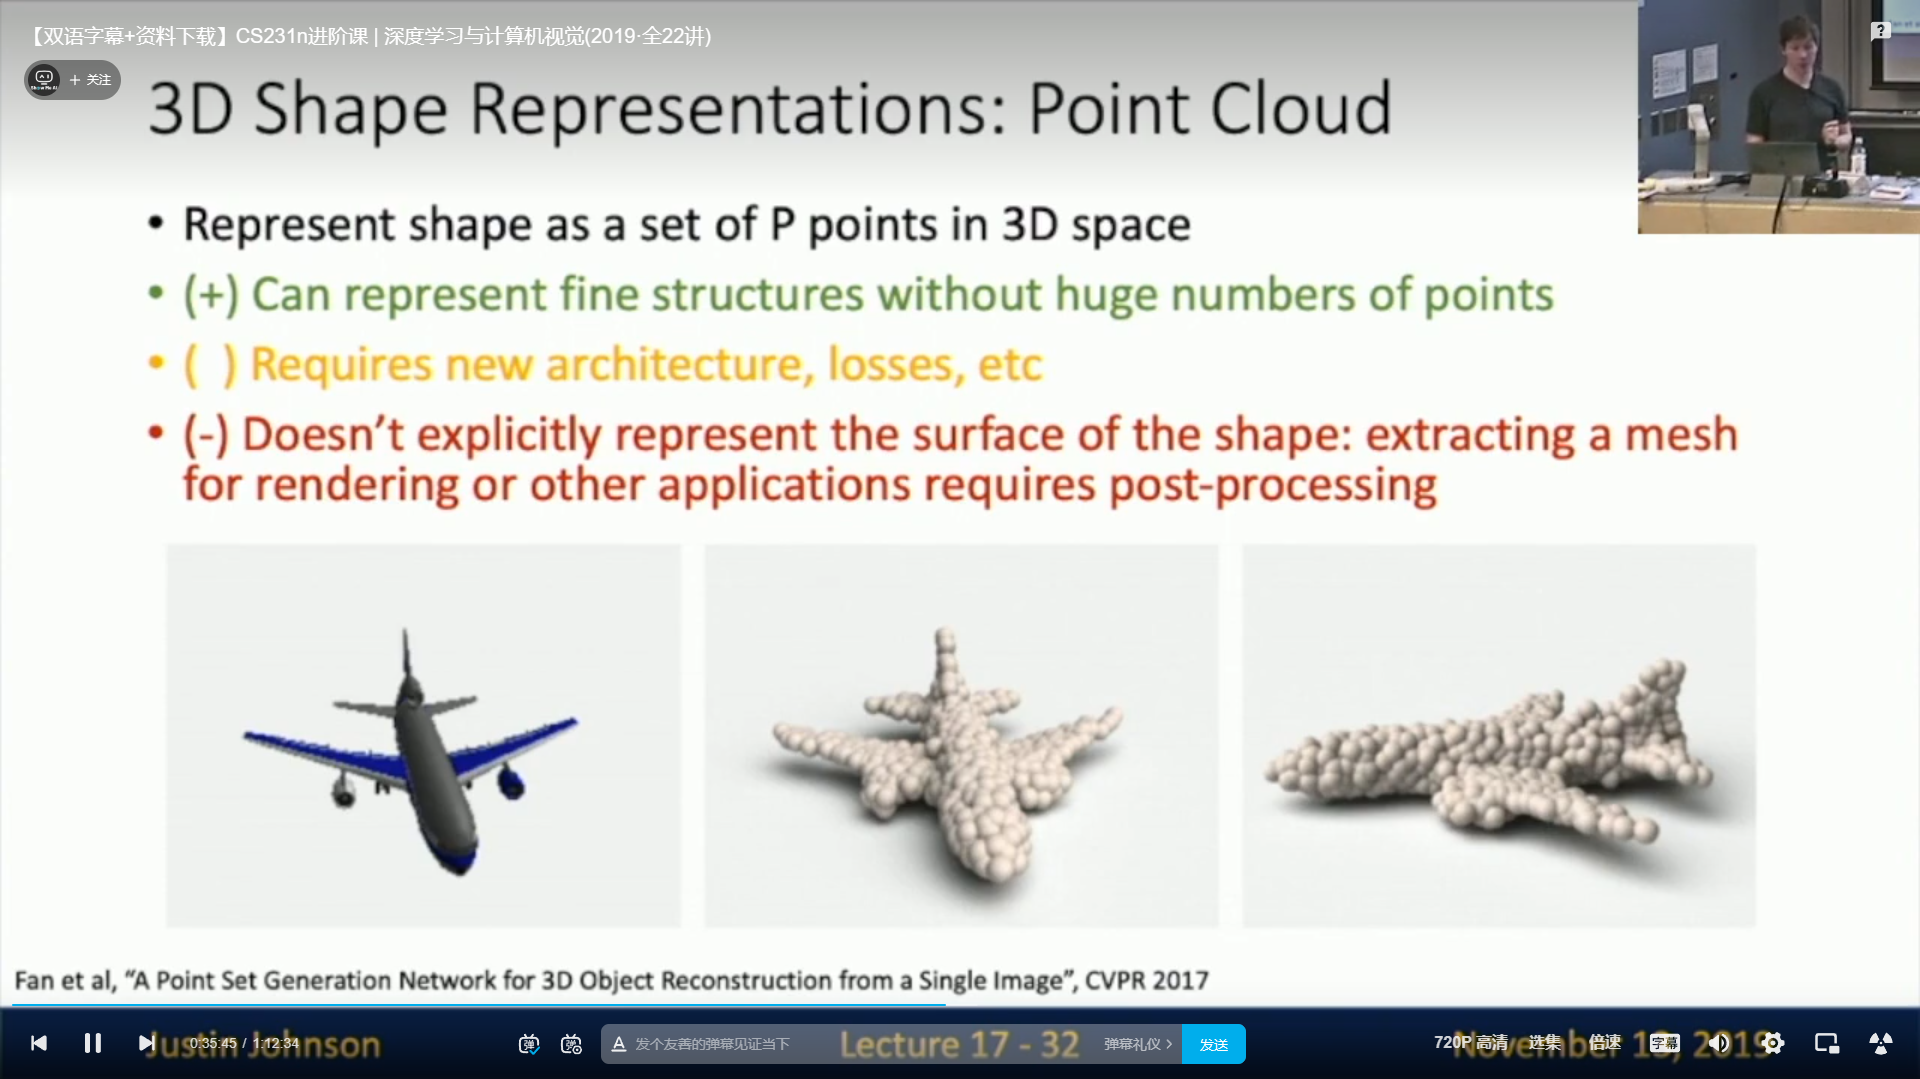 【双语字幕+资料下载】CS231n进阶课 | 深度学习与计算机视觉(2019·全22讲)
+ 关注
3D Shape Representations: Point Cloud
• Represent shape as a set of P points in 3D space
• (+) Can represent fine structures without huge numbers of points
• ( ) Requires new architecture, losses, etc
• (-) Doesn't explicitly represent the surface of the shape: extracting a mesh
for rendering or other applications requires post-processing
Fan et al, “A Point Set Generation Network for 3D Object Reconstruction from a Single Image”, CVPR 2017
Justin Johnson
0:35:45 / 1:12:34
发个友善的弹幕见证当下
Lecture 17 - 32
弹幕礼仪 >
发送
720P 高清
选集
倍速
字幕
November 2019